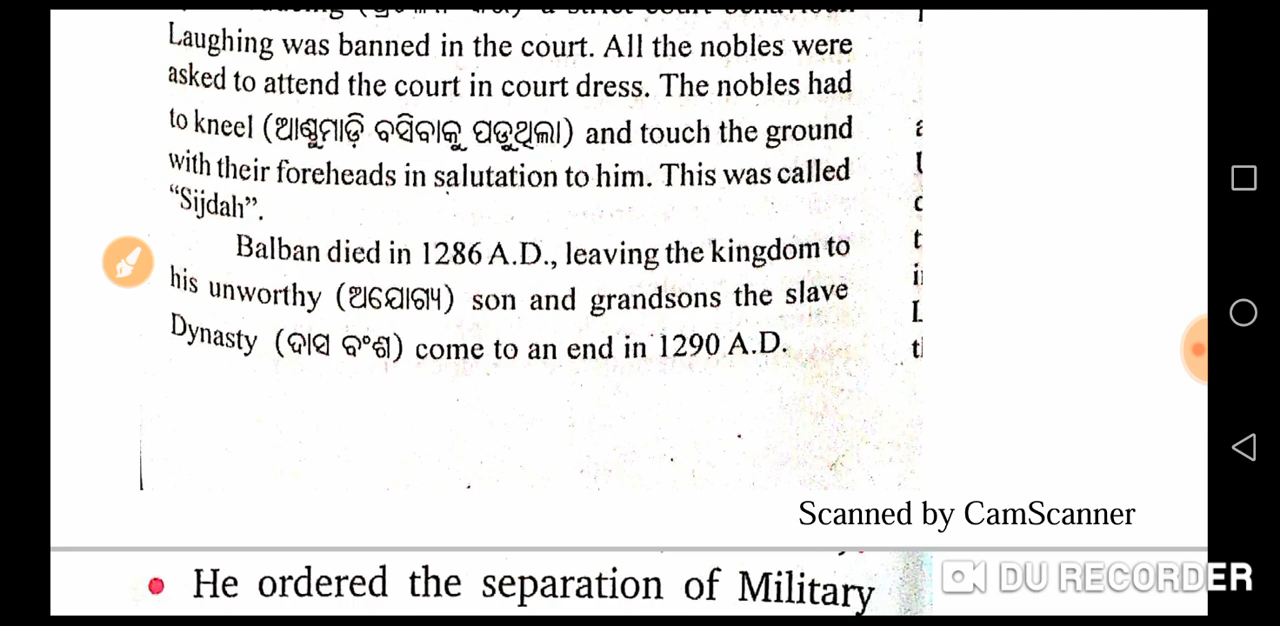 a strict court behaviour.
Laughing was banned in the court. All the nobles were
asked to attend the court in court dress. The nobles had
to kneel (ଆଣ୍ଠୁମାଡ଼ି ବସିବାକୁ ପଡୁଥିଲା) and touch the ground
with their foreheads in salutation to him. This was called
“Sijdah”.
Balban died in 1286 A.D., leaving the kingdom to
his unworthy (ଅଯୋଗ୍ୟ) son and grandsons the slave
Dynasty (ଦାସ ବଂଶ) come to an end in 1290 A.D.
Scanned by CamScanner
• He ordered the separation of Military
DU RECORDER